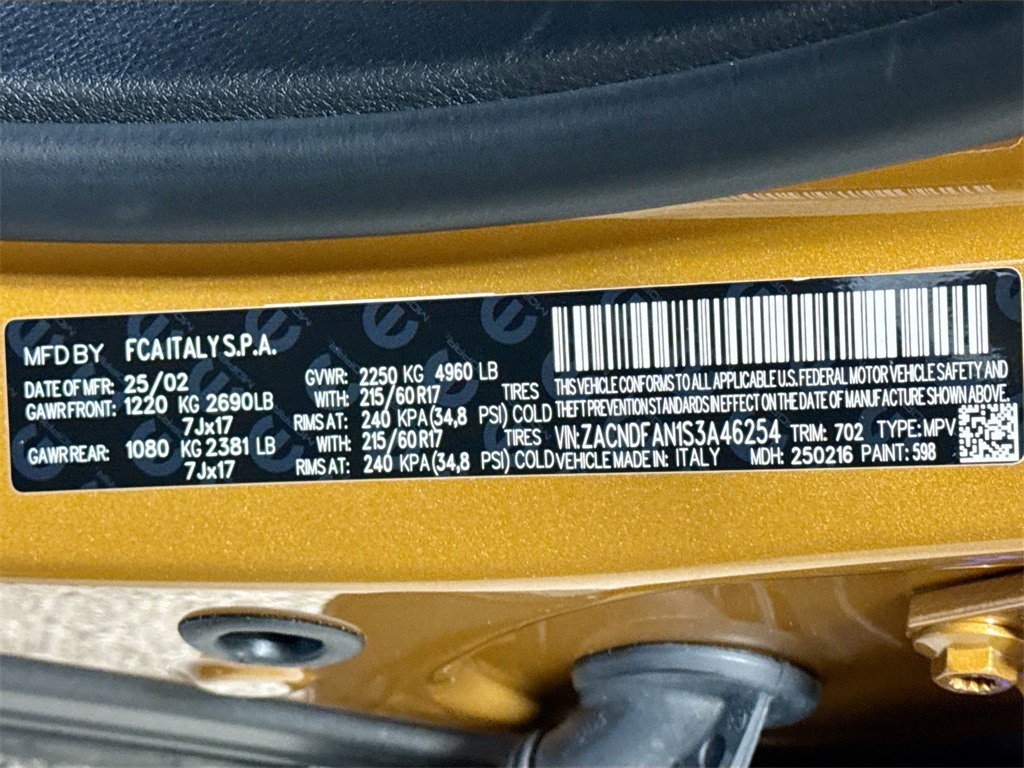 MFD BY FCA ITALY S.P.A.
DATE OF MFR: 25/02 GVWR: 2250 KG 4960 LB
GAWR FRONT: 1220 KG 2690LB WITH: 215/60 R17 TIRES
7Jx17 RIMS AT: 240 KPA(34,8 PSI) COLD
GAWR REAR: 1080 KG 2381 LB WITH: 215/60 R17 TIRES
7Jx17 RIMS AT: 240 KPA(34,8 PSI) COLD
THIS VEHICLE CONFORMS TO ALL APPLICABLE U.S. FEDERAL MOTOR VEHICLE SAFETY AND
THEFT PREVENTION STANDARDS IN EFFECT ON THE DATE OF MANUFACTURE SHOWN ABOVE.
VIN: ZACNDFAN1S3A46254 TRIM: 702 TYPE: MPV
VEHICLE MADE IN: ITALY MDH: 250216 PAINT: 598